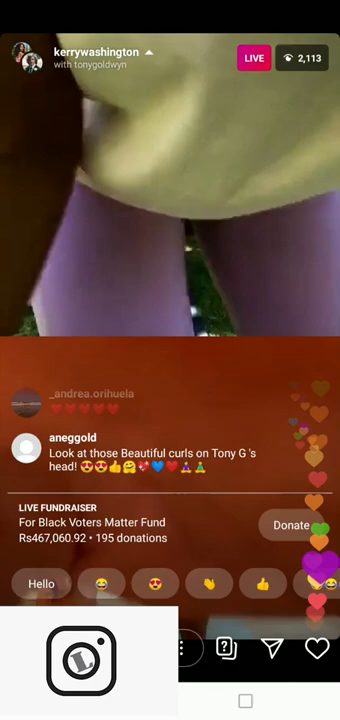 kerrywashington
LIVE
2,113
with tonygoldwyn
_andrea.orihuela
❤️❤️❤️❤️❤️
aneggold
Look at those Beautiful curls on Tony G 's
head! 😍😍👍🤗💖💙❤️🧘‍♀️🧘‍♂️
LIVE FUNDRAISER
For Black Voters Matter Fund
Donate
Rs467,060.92 • 195 donations
Hello 😂 😍 👏 👍
L